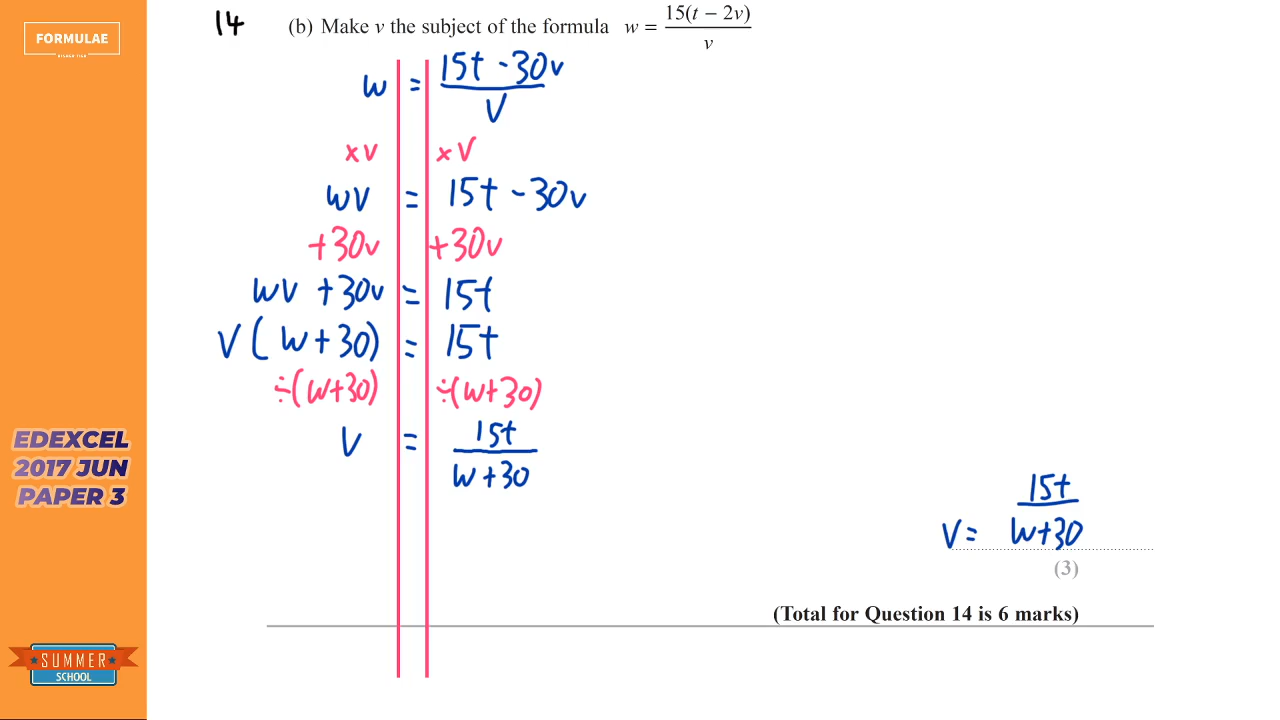 FORMULAE
14 (b) Make v the subject of the formula w = 15(t − 2v) / v
w = 15t - 30v / v
×v ×v
wv = 15t - 30v
+30v +30v
wv + 30v = 15t
v(w+30) = 15t
÷(w+30) ÷(w+30)
v = 15t / w+30
EDEXCEL
2017 JUN
PAPER 3
v = 15t / w+30
(3)
(Total for Question 14 is 6 marks)
SUMMER
SCHOOL